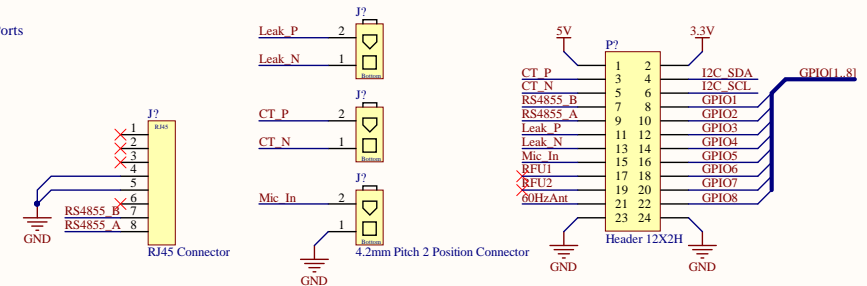 orts
J?
Leak_P 2
Leak_N 1
Bottom
J?
CT_P 2
CT_N 1
Bottom
J?
Mic_In 2
1
Bottom
GND
4.2mm Pitch 2 Position Connector
J?
RJ45
1
2
3
4
5
6
RS4855_B 7
RS4855_A 8
GND
RJ45 Connector
5V 3.3V
P?
1 2
CT_P 3 4 I2C_SDA GPIO[1..8]
CT_N 5 6 I2C_SCL
RS4855_B 7 8 GPIO1
RS4855_A 9 10 GPIO2
Leak_P 11 12 GPIO3
Leak_N 13 14 GPIO4
Mic_In 15 16 GPIO5
RFU1 17 18 GPIO6
RFU2 19 20 GPIO7
60HzAnt 21 22 GPIO8
23 24
Header 12X2H
GND GND